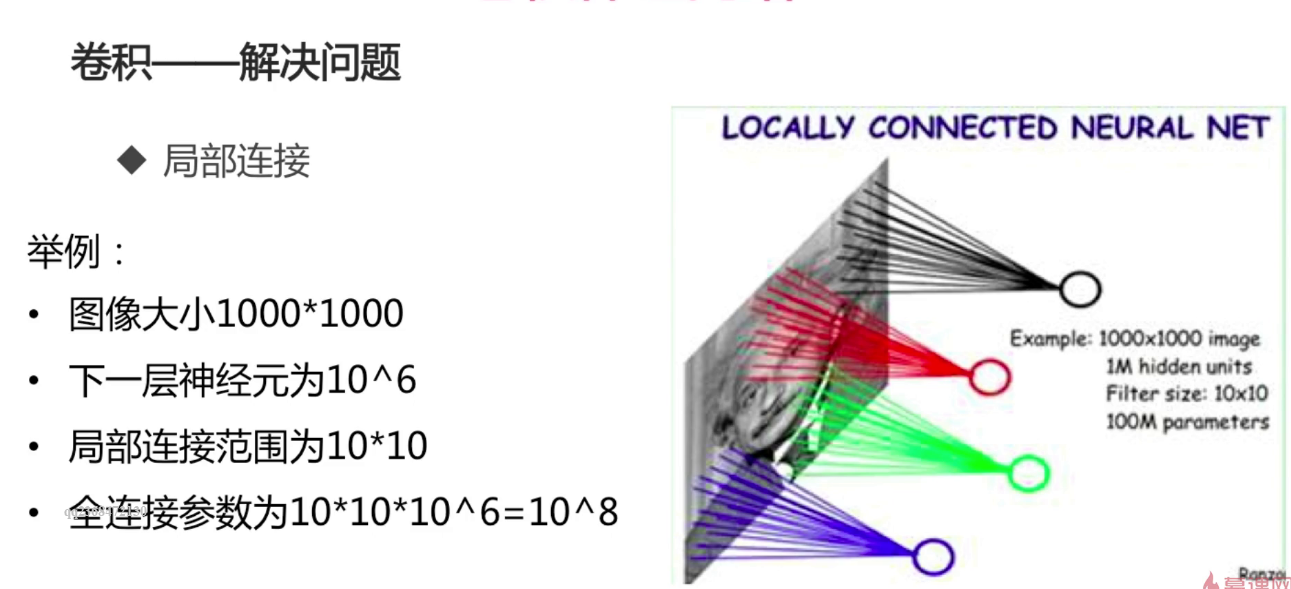 卷积——解决问题
◆ 局部连接
举例：
• 图像大小1000*1000
• 下一层神经元为10^6
• 局部连接范围为10*10
• 全连接参数为10*10*10^6=10^8
LOCALLY CONNECTED NEURAL NET
Example: 1000x1000 image
1M hidden units
Filter size: 10x10
100M parameters
慕课网